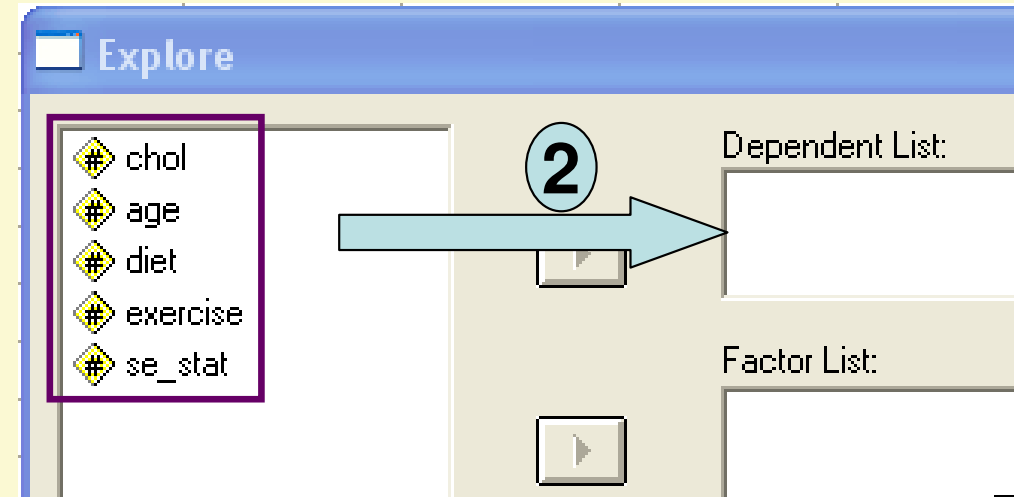 Explore
chol
age
diet
exercise
se_stat
2
Dependent List:
Factor List: